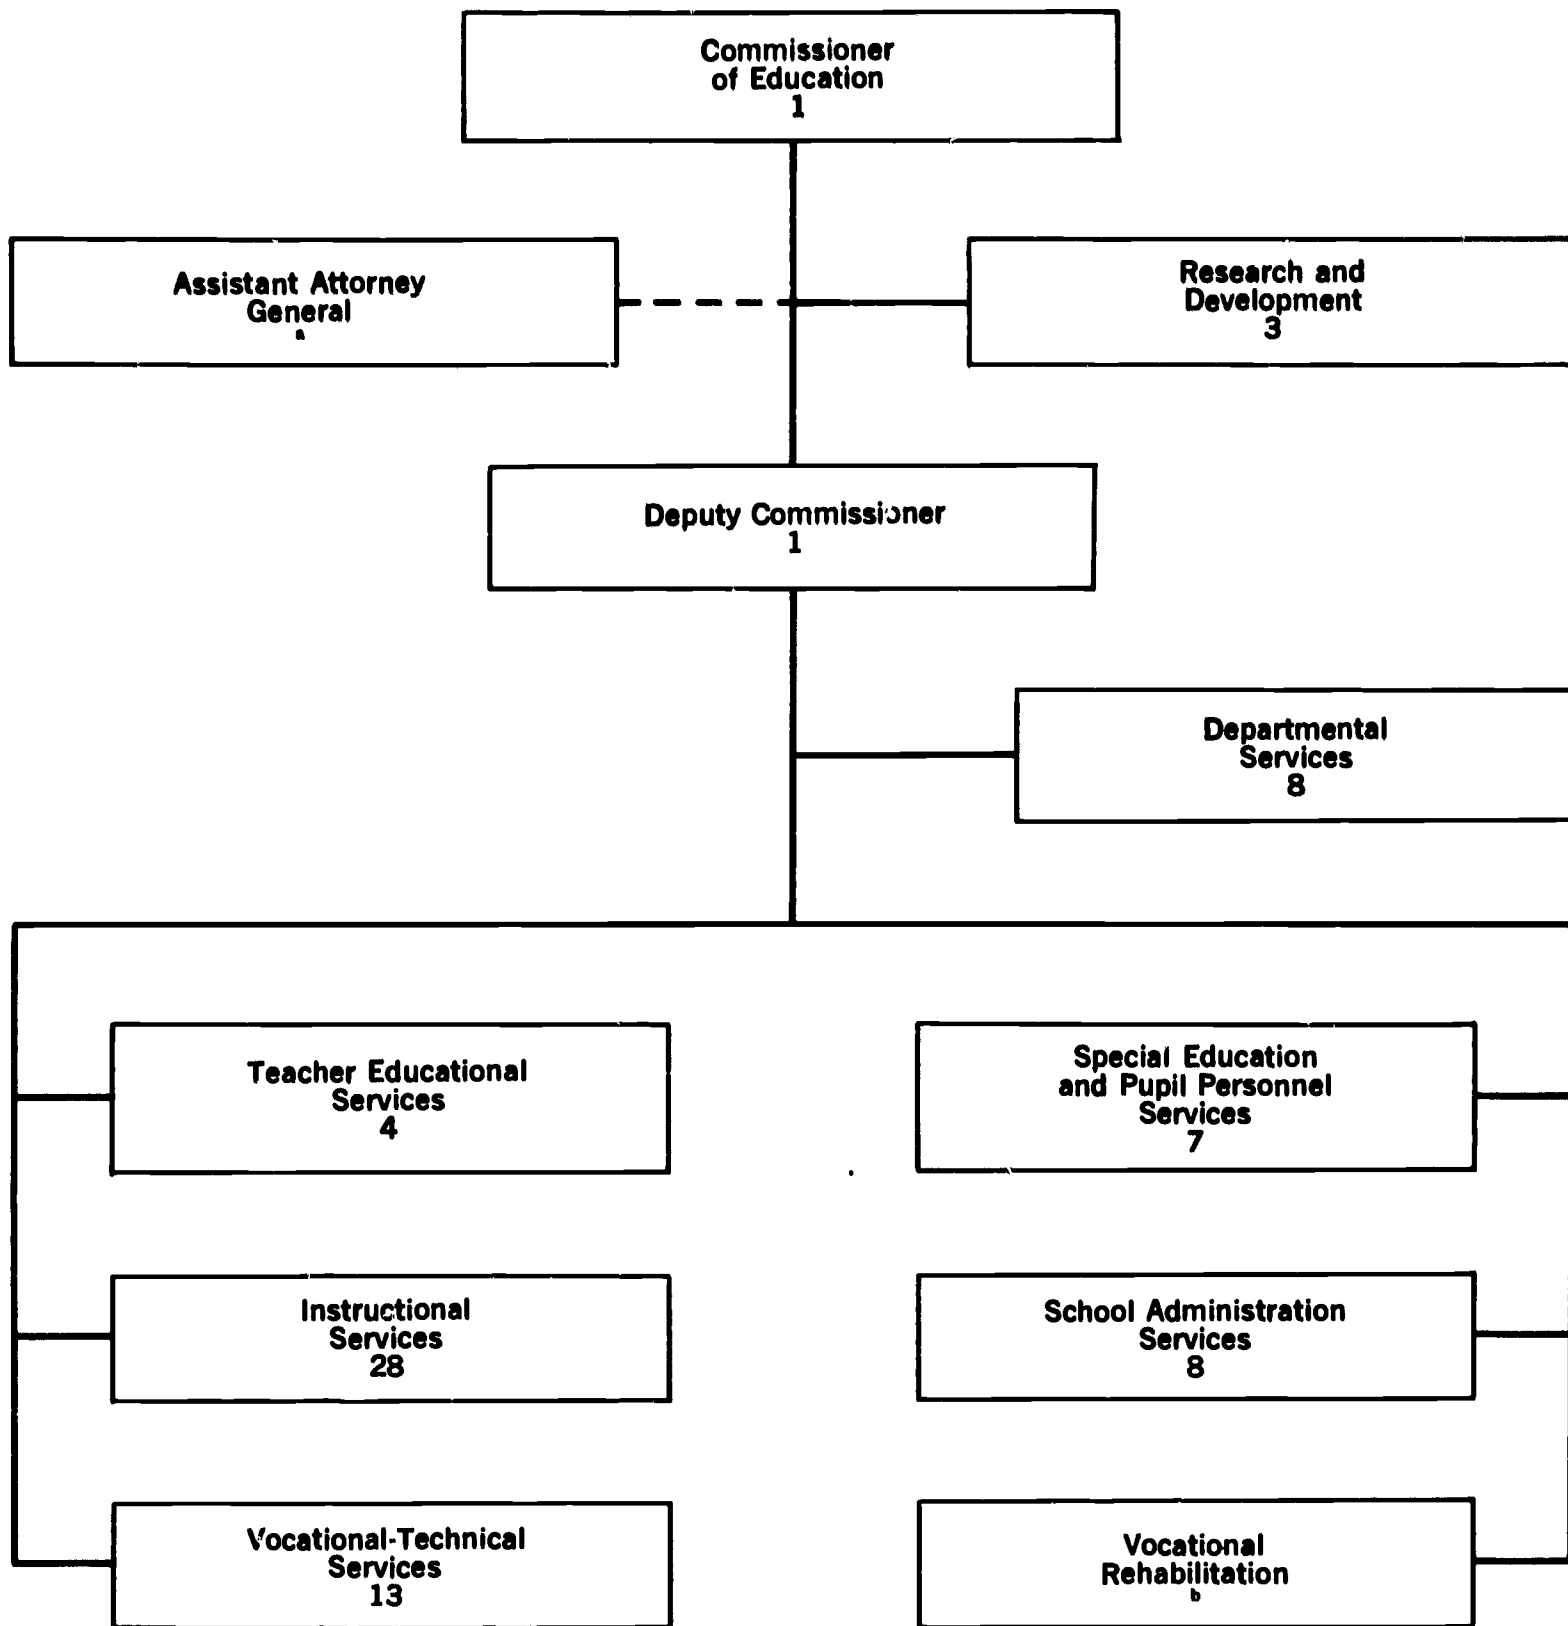 Commissioner
of Education
1
Assistant Attorney
General
a
Research and
Development
3
Deputy Commissioner
1
Departmental
Services
8
Teacher Educational
Services
4
Special Education
and Pupil Personnel
Services
7
Instructional
Services
28
School Administration
Services
8
Vocational-Technical
Services
13
Vocational
Rehabilitation
b